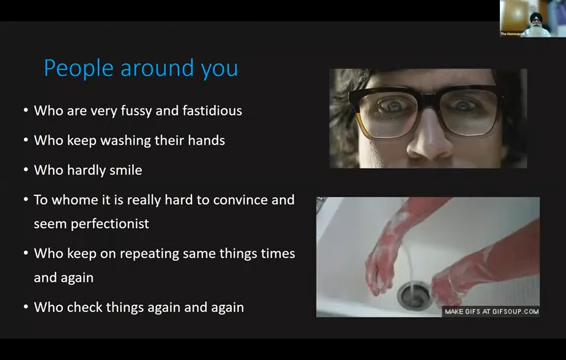 People around you
• Who are very fussy and fastidious
• Who keep washing their hands
• Who hardly smile
• To whome it is really hard to convince and
seem perfectionist
• Who keep on repeating same things times
and again
• Who check things again and again
MAKE GIFS AT GIFSOUP.COM